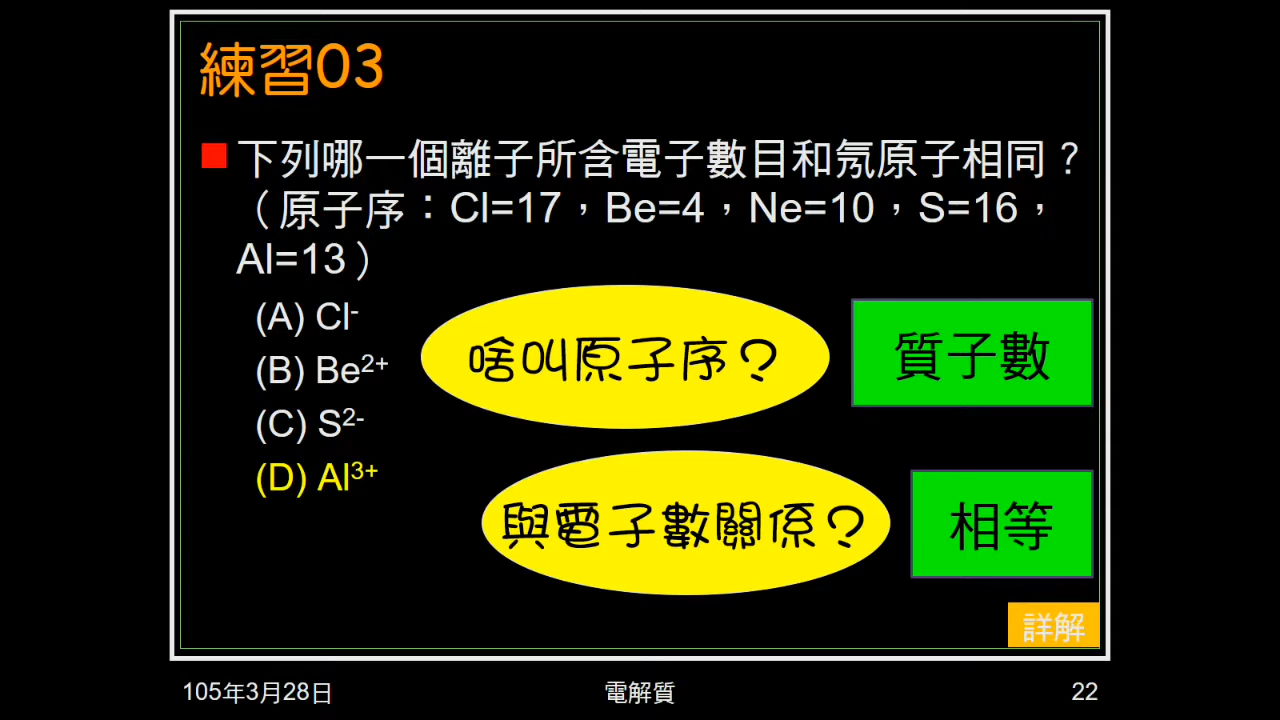 練習03
下列哪一個離子所含電子數目和氖原子相同？
（原子序：Cl=17，Be=4，Ne=10，S=16，
Al=13）
(A) Cl⁻
(B) Be²⁺
(C) S²⁻
(D) Al³⁺
啥叫原子序？
質子數
與電子數關係？
相等
詳解
105年3月28日
電解質
22